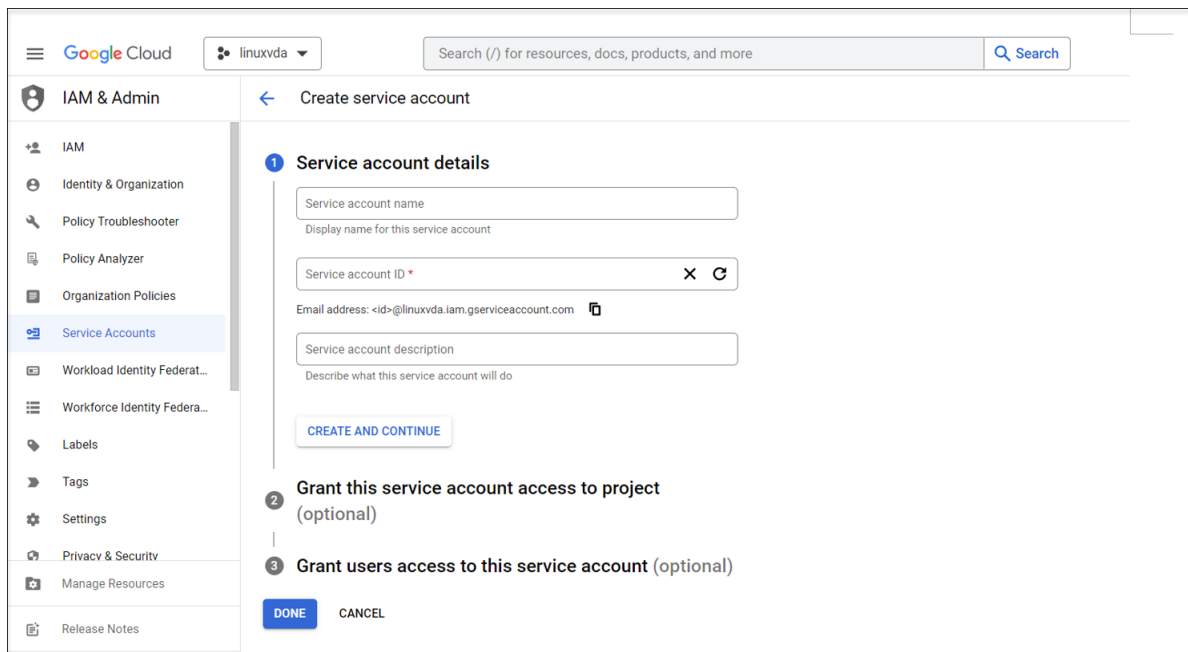 Google Cloud
linuxvda
Search (/) for resources, docs, products, and more
Search
IAM & Admin
Create service account
IAM
Identity & Organization
Policy Troubleshooter
Policy Analyzer
Organization Policies
Service Accounts
Workload Identity Federat...
Workforce Identity Federa...
Labels
Tags
Settings
Privacy & Security
Manage Resources
Release Notes
1 Service account details
Service account name
Display name for this service account
Service account ID *
Email address: <id>@linuxvda.iam.gserviceaccount.com
Service account description
Describe what this service account will do
CREATE AND CONTINUE
2 Grant this service account access to project
(optional)
3 Grant users access to this service account (optional)
DONE CANCEL